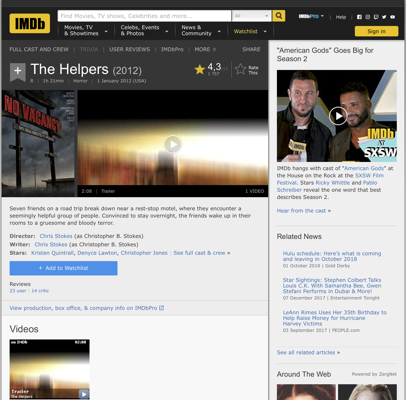 IMDb
Find Movies, TV shows, Celebrities and more...
All
IMDbPro
Help
Movies, TV & Showtimes
Celebs, Events & Photos
News & Community
Watchlist
Sign in
FULL CAST AND CREW
TRIVIA
USER REVIEWS
IMDbPro
MORE
SHARE
The Helpers (2012)
4,3
Rate This
R | 1h 21min | Horror | 1 January 2012 (USA)
NO VACANCY
2:08 | Trailer
1 VIDEO
Seven friends on a road trip break down near a rest-stop motel, where they encounter a
seemingly helpful group of people. Convinced to stay overnight, the friends wake up in their
rooms to a gruesome and bloody terror.
Director: Chris Stokes (as Christopher B. Stokes)
Writer: Chris Stokes (as Christopher B. Stokes)
Stars: Kristen Quintrall, Denyce Lawton, Christopher Jones | See full cast & crew »
+ Add to Watchlist
Reviews
23 user | 14 critic
View production, box office, & company info on IMDbPro
Videos
Trailer
The Helpers
"American Gods" Goes Big for
Season 2
IMDb
AT
SXSW
IMDb hangs with cast of "American Gods" at
the House on the Rock at the SXSW Film
Festival. Stars Ricky Whittle and Pablo
Schreiber reveal the one word that best
describes Season 2.
Hear from the cast »
Related News
Hulu schedule: Here's what is coming
and leaving in October 2018
01 October 2018 | Gold Derby
Star Sightings: Stephen Colbert Talks
Louis C.K. With Samantha Bee, Gwen
Stefani Performs in Dubai & More!
07 December 2017 | Entertainment Tonight
LeAnn Rimes Uses Her 35th Birthday to
Help Raise Money for Hurricane
Harvey Victims
03 September 2017 | PEOPLE.com
See all related articles »
Around The Web
Powered by ZergNet